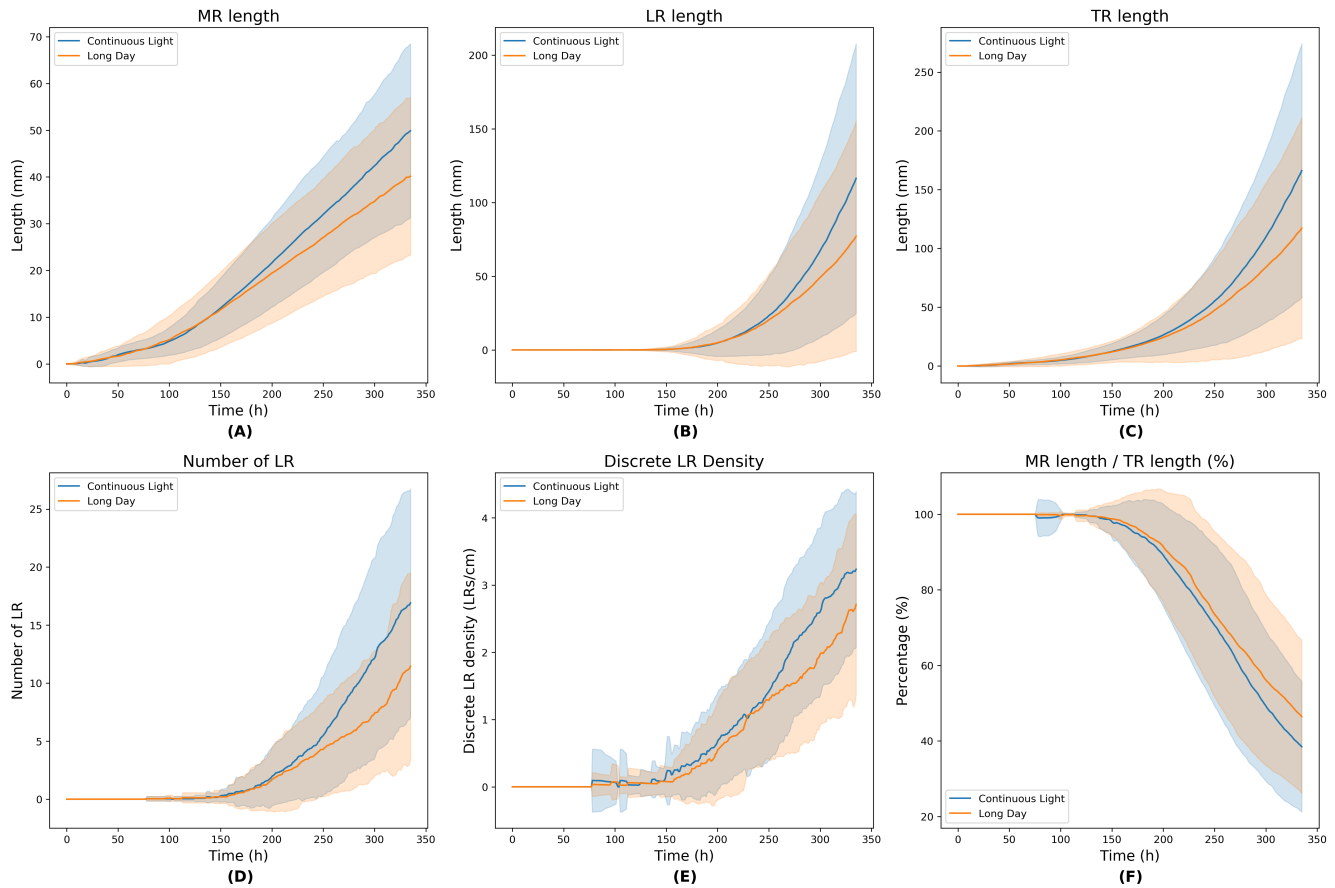 MR length
Continuous Light
Long Day
70
60
50
40
30
20
10
0
Length (mm)
0 50 100 150 200 250 300 350
Time (h)
(A)
LR length
Continuous Light
Long Day
200
150
100
50
0
Length (mm)
0 50 100 150 200 250 300 350
Time (h)
(B)
TR length
Continuous Light
Long Day
250
200
150
100
50
0
Length (mm)
0 50 100 150 200 250 300 350
Time (h)
(C)
Number of LR
Continuous Light
Long Day
25
20
15
10
5
0
Number of LR
0 50 100 150 200 250 300 350
Time (h)
(D)
Discrete LR Density
Continuous Light
Long Day
4
3
2
1
0
Discrete LR density (LRs/cm)
0 50 100 150 200 250 300 350
Time (h)
(E)
MR length / TR length (%)
100
80
60
40
20
Percentage (%)
Continuous Light
Long Day
0 50 100 150 200 250 300 350
Time (h)
(F)